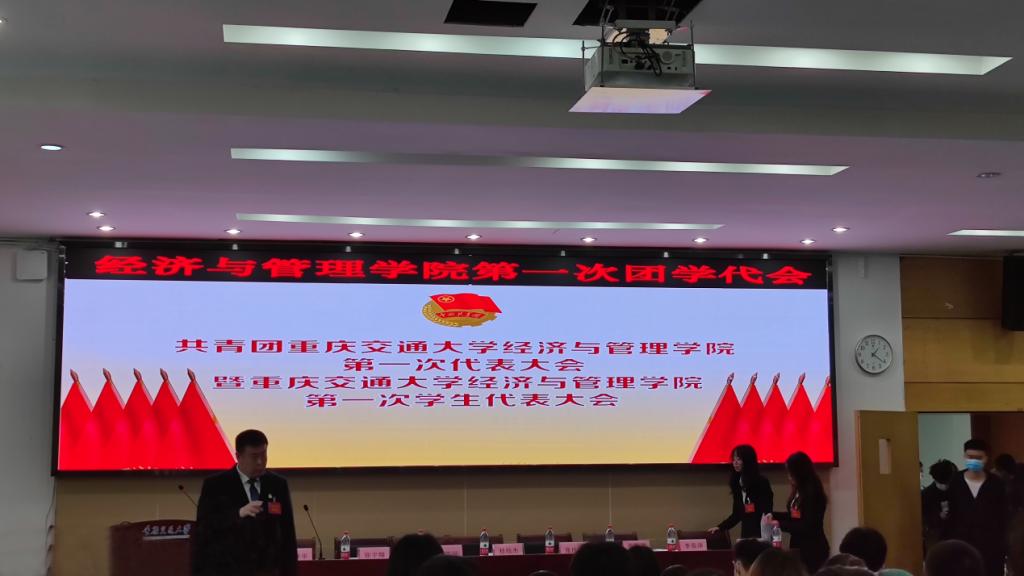 经济与管理学院第一次团学代会
共青团重庆交通大学经济与管理学院
第一次代表大会
暨重庆交通大学经济与管理学院
第一次学生代表大会